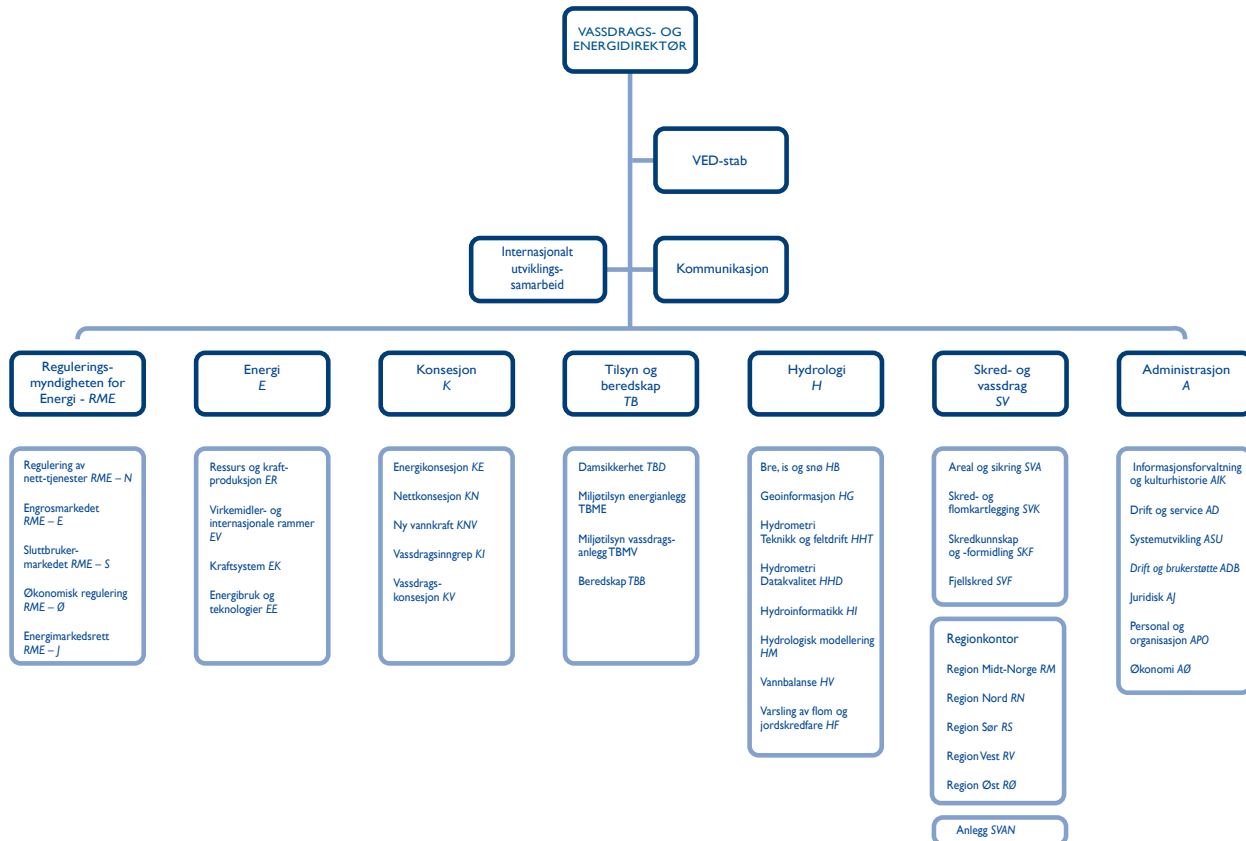 VASSDRAGS- OG
ENERGIDIREKTØR
VED-stab
Internasjonalt
utviklings-
samarbeid
Kommunikasjon
Regulerings-
myndigheten for
Energi - RME
Energi
E
Konsesjon
K
Tilsyn og
beredskap
TB
Hydrologi
H
Skred- og
vassdrag
SV
Administrasjon
A
Regulering av
nett-tjenester RME – N
Engrosmarkedet
RME – E
Sluttbruker-
markedet RME – S
Økonomisk regulering
RME – Ø
Energimarkedsrett
RME – J
Ressurs og kraft-
produksjon ER
Virkemidler- og
internasjonale rammer
EV
Kraftsystem EK
Energibruk og
teknologier EE
Energikonsesjon KE
Nettkonsesjon KN
Ny vannkraft KNV
Vassdragsinngrep KI
Vassdrags-
konsesjon KV
Damsikkerhet TBD
Miljøtilsyn energianlegg
TBME
Miljøtilsyn vassdrags-
anlegg TBMV
Beredskap TBB
Bre, is og snø HB
Geoinformasjon HG
Hydrometri
Teknikk og feltdrift HHT
Hydrometri
Datakvalitet HHD
Hydroinformatikk HI
Hydrologisk modellering
HM
Vannbalanse HV
Varsling av flom og
jordskredfare HF
Areal og sikring SVA
Skred- og
flomkartlegging SVK
Skredkunnskap
og -formidling SKF
Fjellskred SVF
Regionkontor
Region Midt-Norge RM
Region Nord RN
Region Sør RS
Region Vest RV
Region Øst RØ
Anlegg SVAN
Informasjonsforvaltning
og kulturhistorie AIK
Drift og service AD
Systemutvikling ASU
Drift og brukerstøtte ADB
Juridisk AJ
Personal og
organisasjon APO
Økonomi AØ